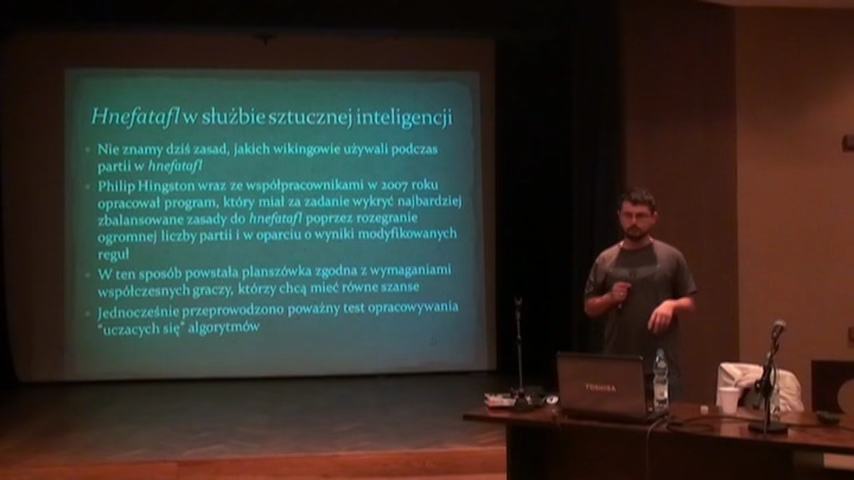 Hnefatafl w służbie sztucznej inteligencji
Nie znamy dziś zasad, jakich wikingowie używali podczas
partii w hnefatafl
Philip Hingston wraz ze współpracownikami w 2007 roku
opracował program, który miał za zadanie wykryć najbardziej
zbalansowane zasady do hnefatafl poprzez rozegranie
ogromnej liczby partii i w oparciu o wyniki modyfikowanych
reguł
W ten sposób powstała planszówka zgodna z wymaganiami
współczesnych graczy, którzy chcą mieć równe szanse
Jednocześnie przeprowadzono poważny test opracowywania
"uczacych się" algorytmów
TOSHIBA